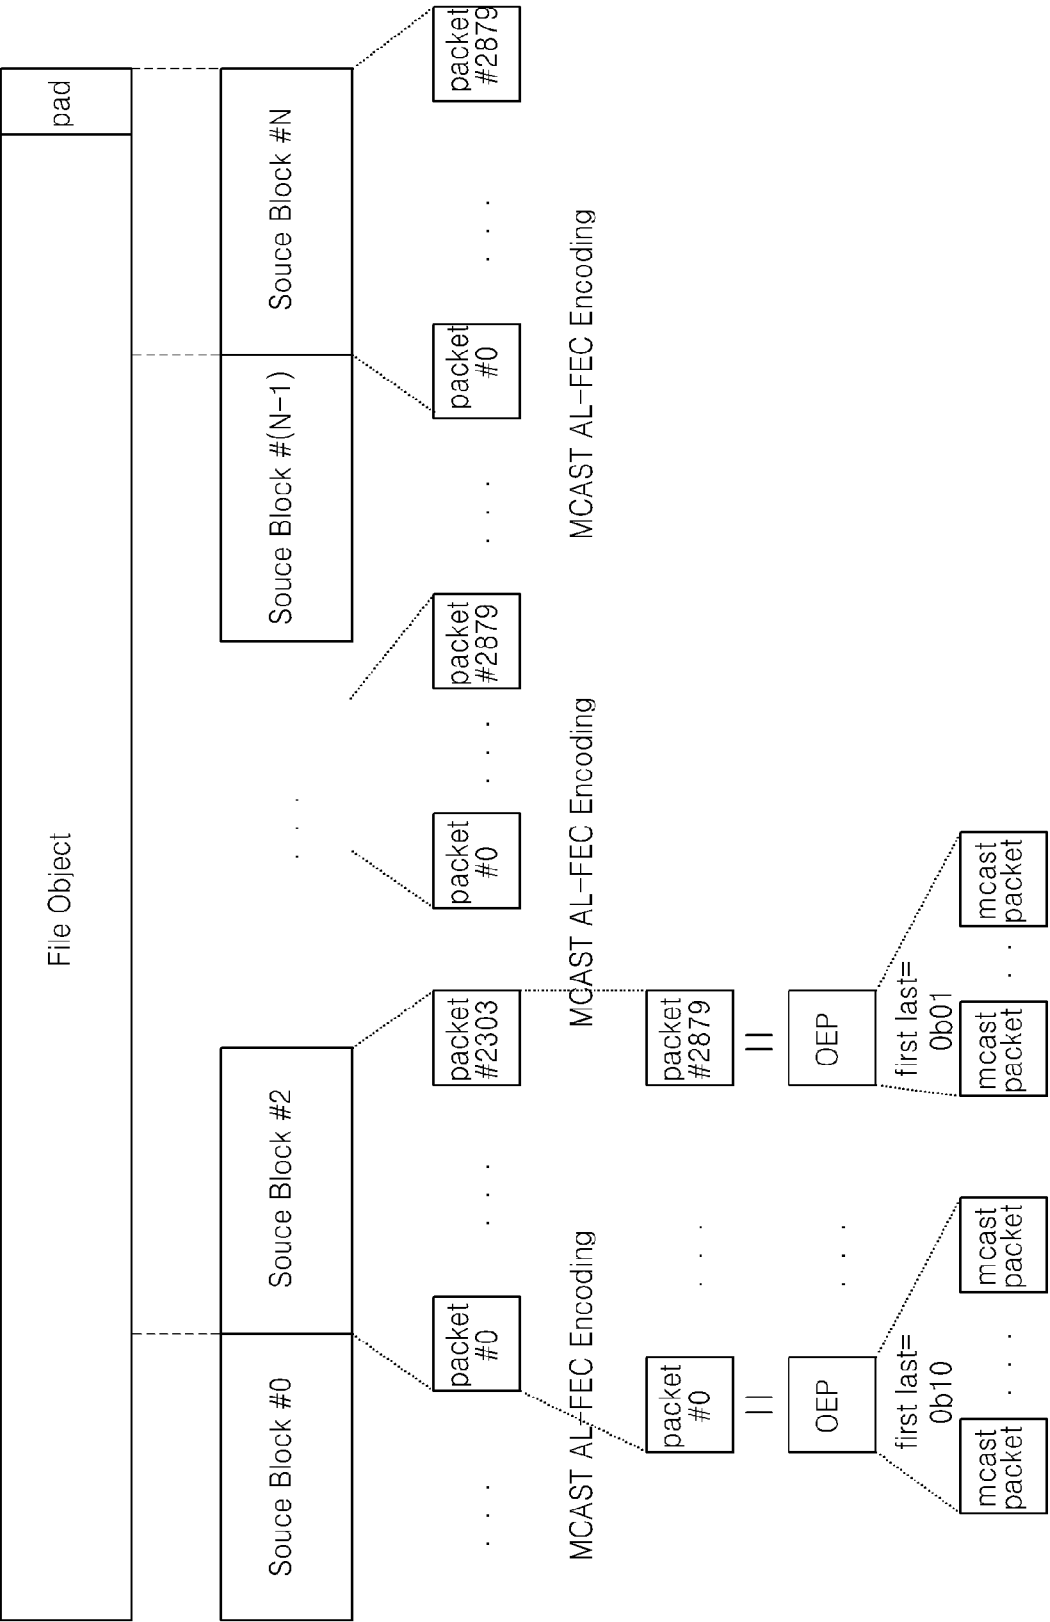 File Object
pad
Souce Block #0
Souce Block #2
Souce Block #(N-1)
Souce Block #N
packet
#0
packet
#2303
packet
#0
packet
#2879
packet
#0
packet
#2879
MCAST AL-FEC Encoding
MCAST AL-FEC Encoding
MCAST AL-FEC Encoding
packet
#0
packet
#2879
OEP
OEP
first last=
0b10
first last=
0b01
mcast
packet
mcast
packet
mcast
packet
mcast
packet